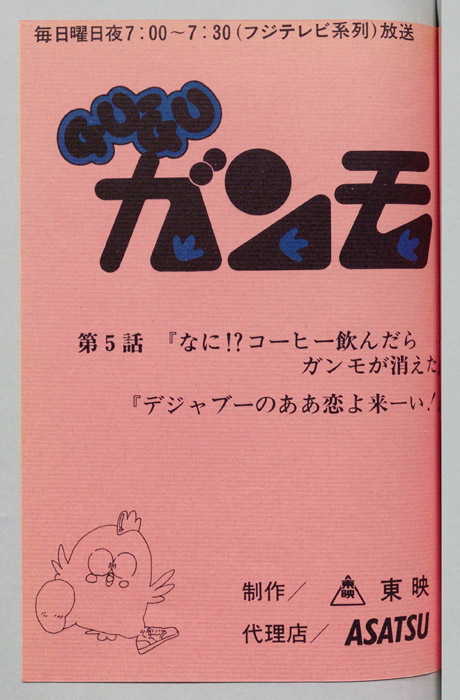 毎日曜日夜7:00〜7:30(フジテレビ系列)放送
GUGU
ガンモ
第5話 『なに!?コーヒー飲んだら
ガンモが消えた
『デジャブーのああ恋よ来ーい!
制作/ 東映 東映
代理店/ ASATSU